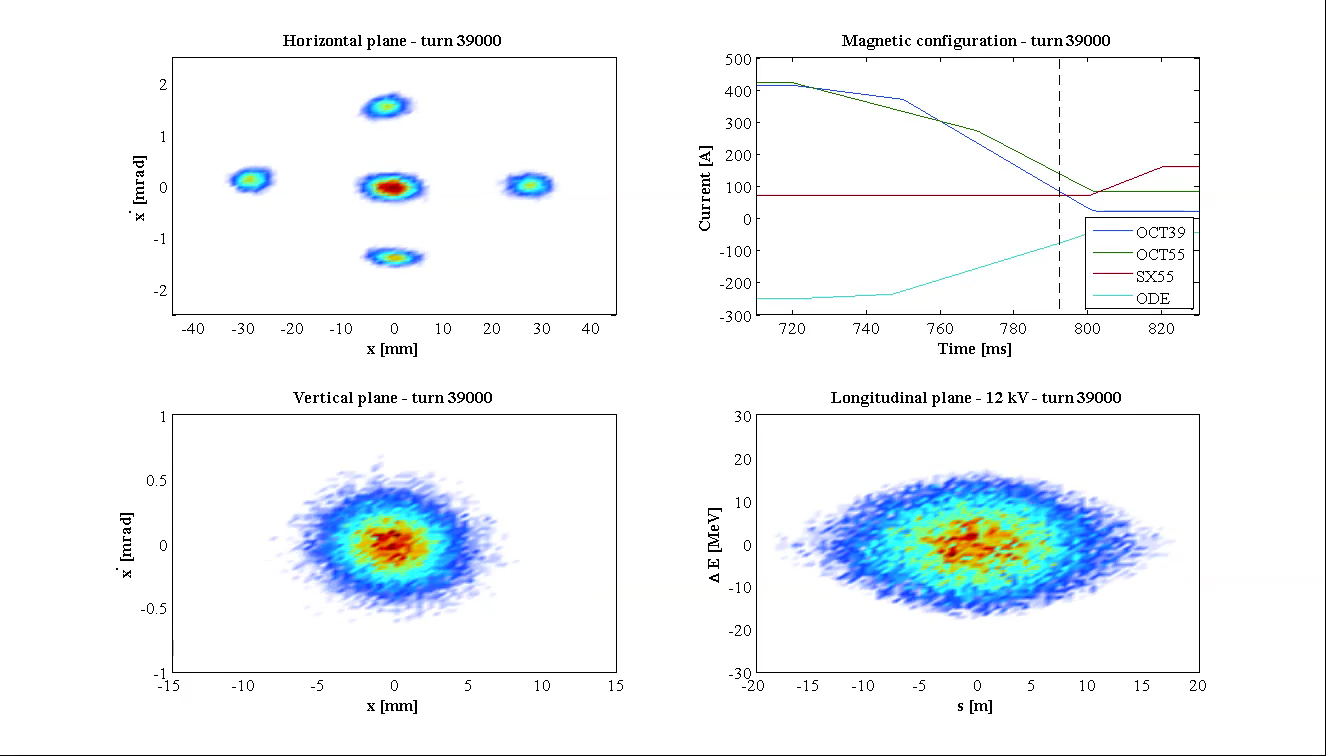 Horizontal plane - turn 39000
2
1
0
-1
-2
x' [mrad]
-40 -30 -20 -10 0 10 20 30 40
x [mm]
Magnetic configuration - turn 39000
500
400
300
200
100
0
-100
-200
-300
Current [A]
OCT39
OCT55
SX55
ODE
720 740 760 780 800 820
Time [ms]
Vertical plane - turn 39000
1
0.5
0
-0.5
-1
x' [mrad]
-15 -10 -5 0 5 10 15
x [mm]
Longitudinal plane - 12 kV - turn 39000
30
20
10
0
-10
-20
-30
Δ E [MeV]
-20 -15 -10 -5 0 5 10 15 20
s [m]